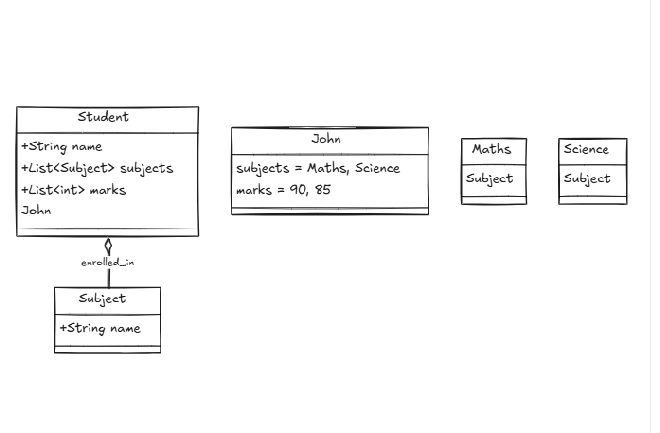 Student
+String name
+List<Subject> subjects
+List<int> marks
John
enrolled_in
Subject
+String name
John
subjects = Maths, Science
marks = 90, 85
Maths
Subject
Science
Subject